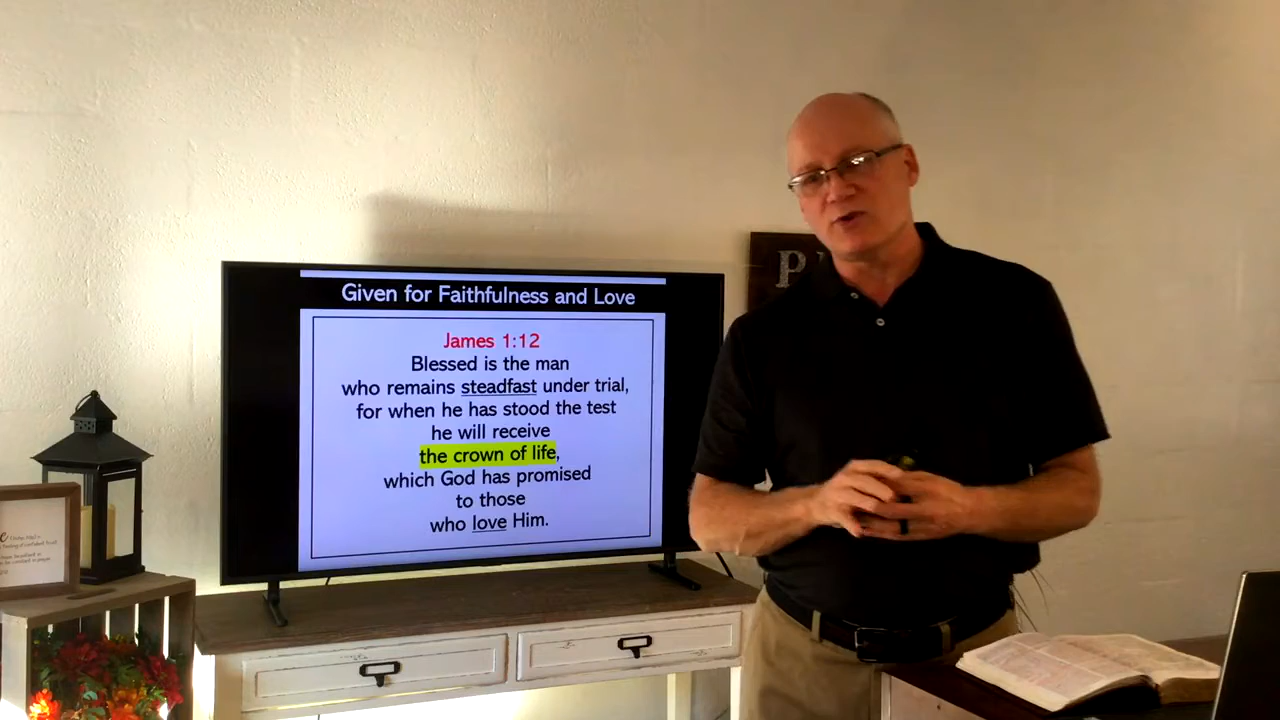 Given for Faithfulness and Love
James 1:12
Blessed is the man
who remains steadfast under trial,
for when he has stood the test
he will receive
the crown of life,
which God has promised
to those
who love Him.
P